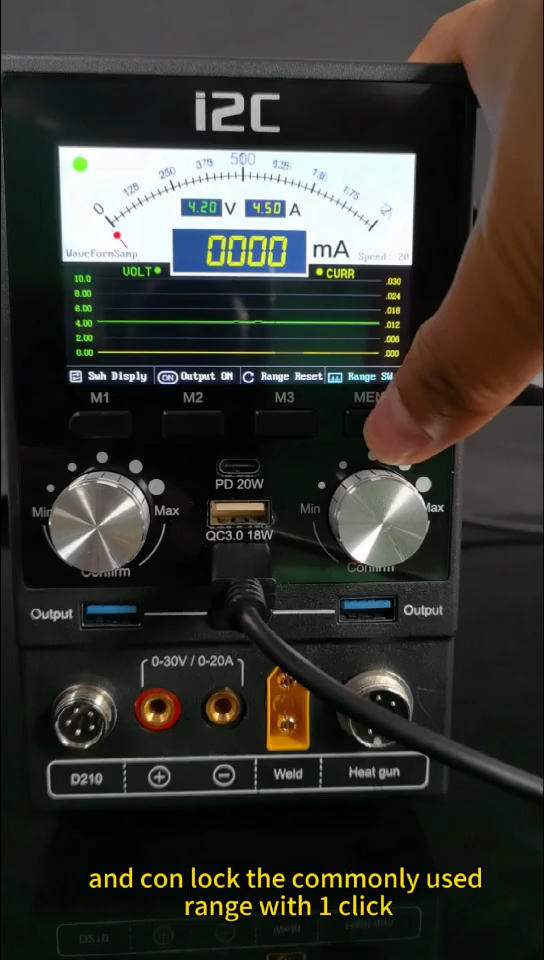 i2C
0 125 250 375 500 625 750 875
4.20 V 4.50 A
0000 mA
WaveFormSamp Speed: 20
VOLT CURR
10.0 .030
8.00 .024
6.00 .018
4.00 .012
2.00 .006
0.00 .000
Swh Disply ON Output ON Range Reset Range SW
M1 M2 M3 MEN
PD 20W
Min Max Min Max
QC3.0 18W
Confirm Confirm
Output Output
0-30V / 0-20A
D210 + − Weld Heat gun
and con lock the commonly used
range with 1 click
D210 Weld